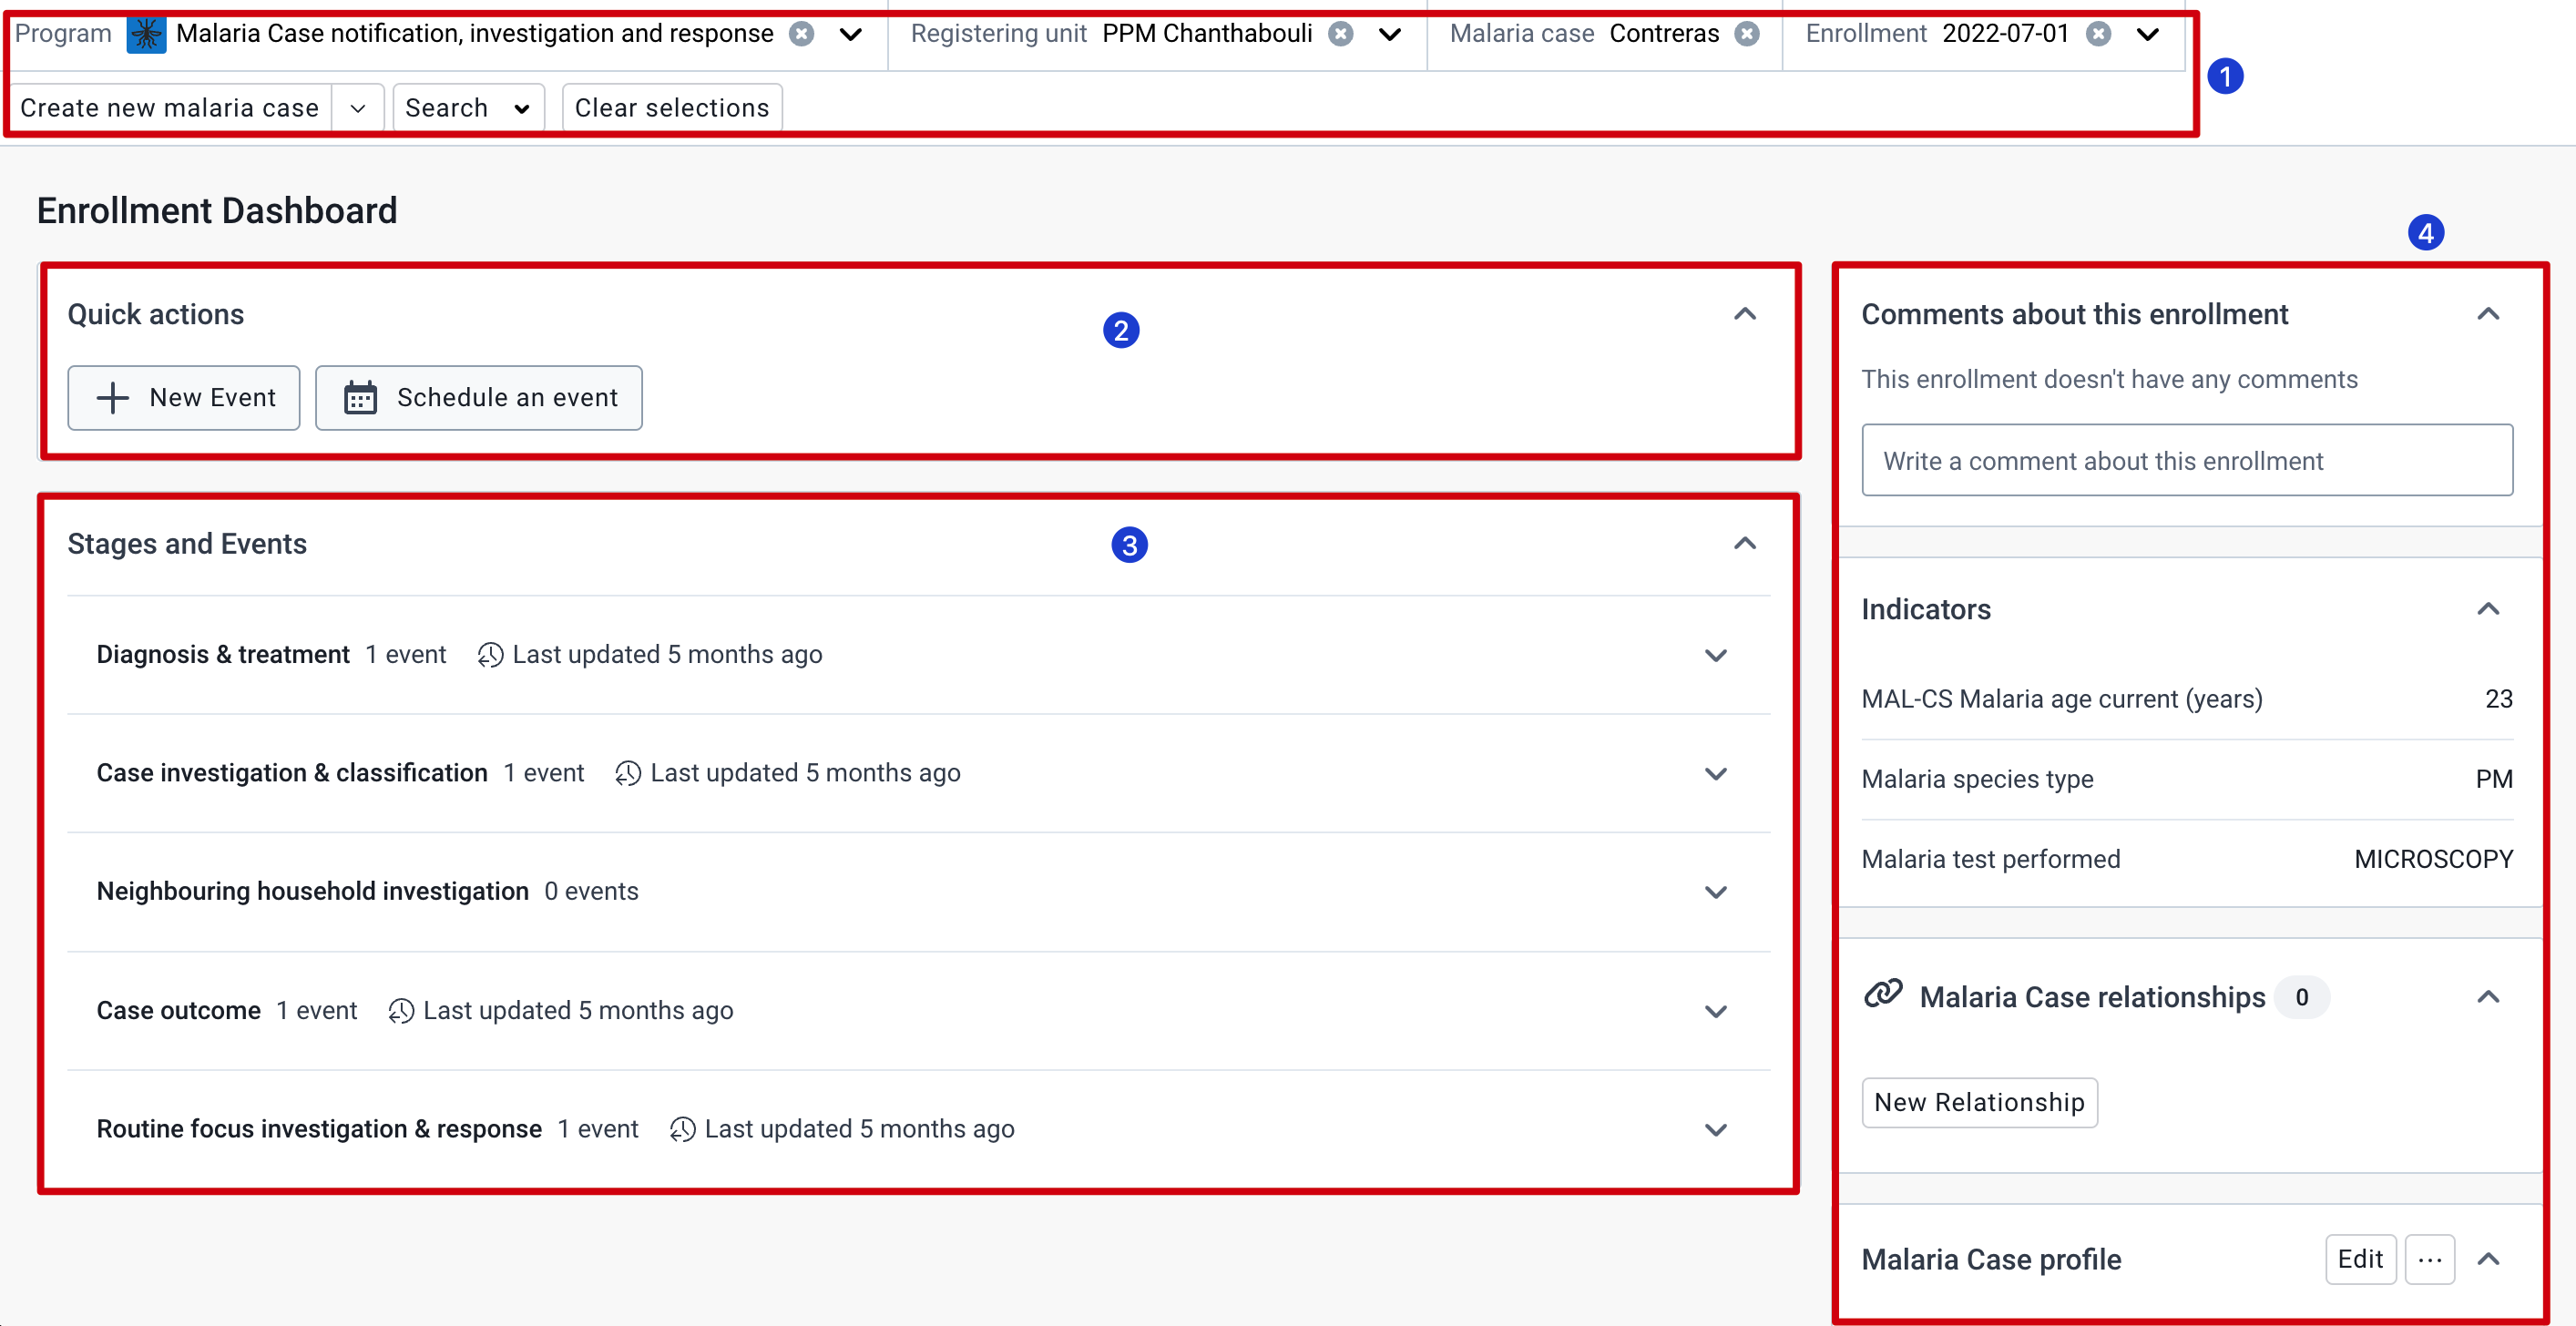 Program Malaria Case notification, investigation and response Registering unit PPM Chanthabouli Malaria case Contreras Enrollment 2022-07-01
1
Create new malaria case Search Clear selections
Enrollment Dashboard
Quick actions
2
New Event Schedule an event
Stages and Events
3
Diagnosis & treatment 1 event Last updated 5 months ago
Case investigation & classification 1 event Last updated 5 months ago
Neighbouring household investigation 0 events
Case outcome 1 event Last updated 5 months ago
Routine focus investigation & response 1 event Last updated 5 months ago
4
Comments about this enrollment
This enrollment doesn't have any comments
Write a comment about this enrollment
Indicators
MAL-CS Malaria age current (years) 23
Malaria species type PM
Malaria test performed MICROSCOPY
Malaria Case relationships 0
New Relationship
Malaria Case profile Edit ...